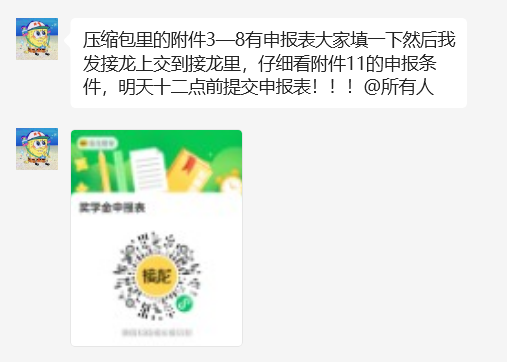 压缩包里的附件3—8有申报表大家填一下然后我
发接龙上交到接龙里，仔细看附件11的申报条
件，明天十二点前提交申报表！！！@所有人
奖学金申报表
接龙